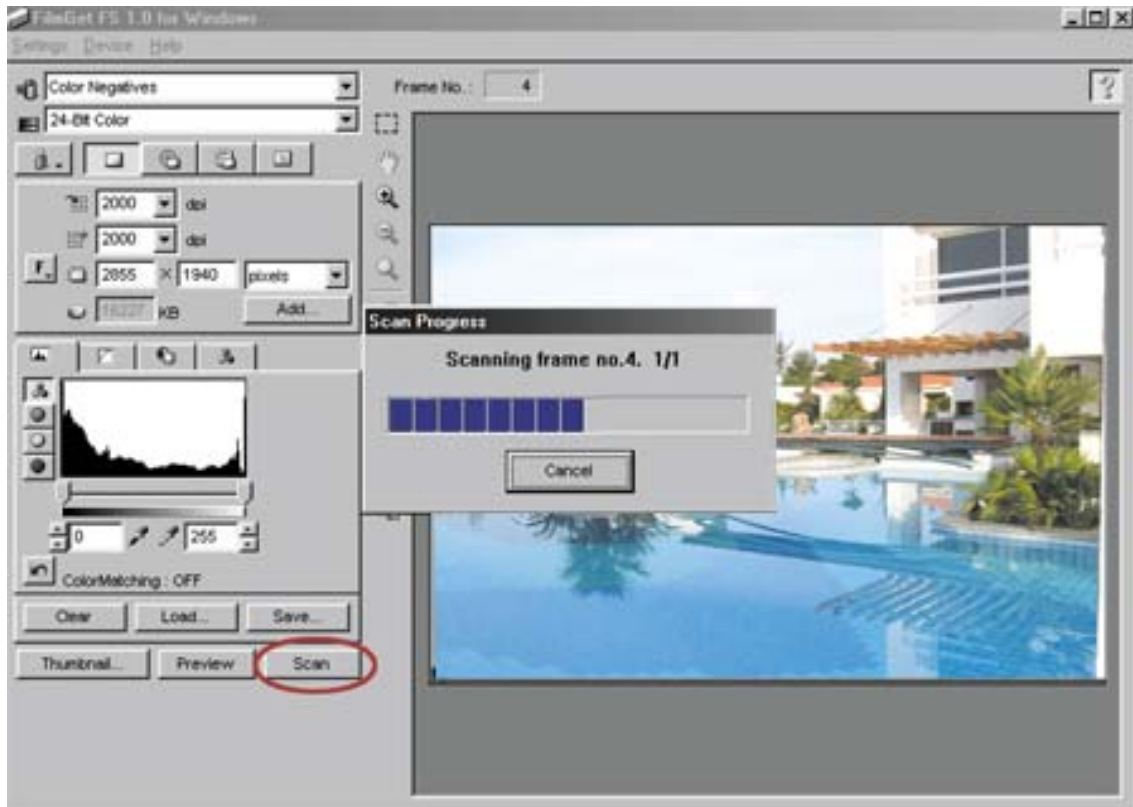 FilmGet FS 1.0 for Windows
Settings Device Help
Color Negatives
Frame No.: 4
24-Bit Color
2000 dpi
2000 dpi
F
2855 × 1940 pixels
KB Add...
Scan Progress
Scanning frame no.4. 1/1
Cancel
0 255
ColorMatching : OFF
Clear Load... Save...
Thumbnail... Preview Scan